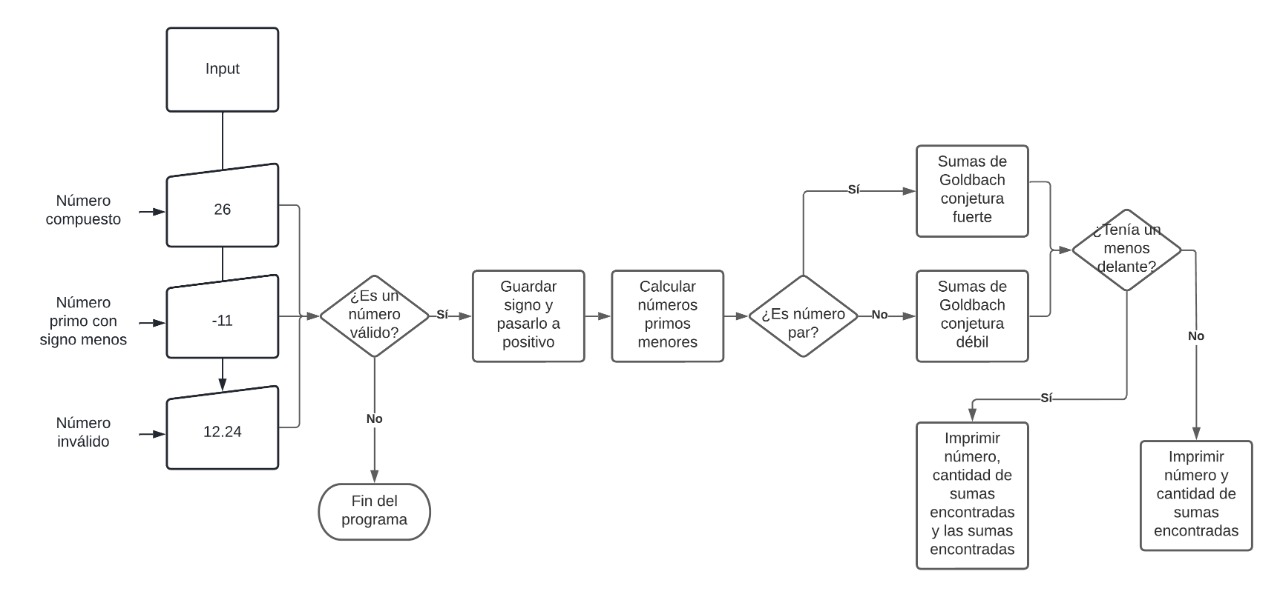 Input
Número
compuesto
26
Número
primo con
signo menos
-11
Número
inválido
12.24
¿Es un
número
válido?
Sí
No
Fin del
programa
Guardar
signo y
pasarlo a
positivo
Calcular
números
primos
menores
¿Es número
par?
Sí
No
Sumas de
Goldbach
conjetura
fuerte
Sumas de
Goldbach
conjetura
débil
¿Tenía un
menos
delante?
Sí
No
Imprimir
número,
cantidad de
sumas
encontradas
y las sumas
encontradas
Imprimir
número y
cantidad de
sumas
encontradas